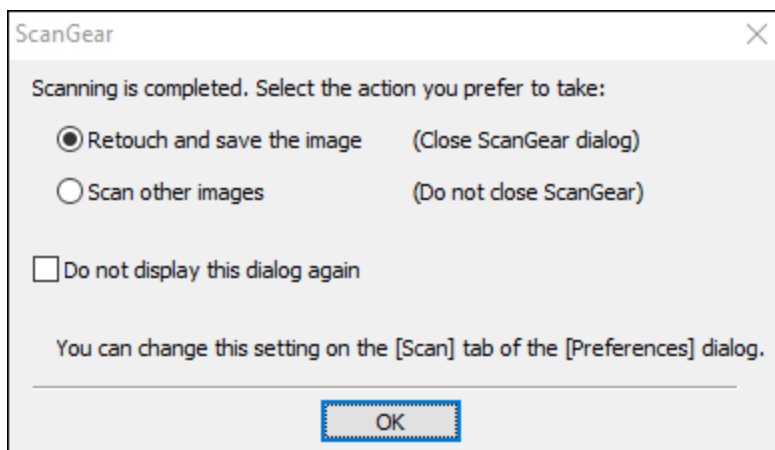 ScanGear
Scanning is completed. Select the action you prefer to take:
Retouch and save the image (Close ScanGear dialog)
Scan other images (Do not close ScanGear)
Do not display this dialog again
You can change this setting on the [Scan] tab of the [Preferences] dialog.
OK